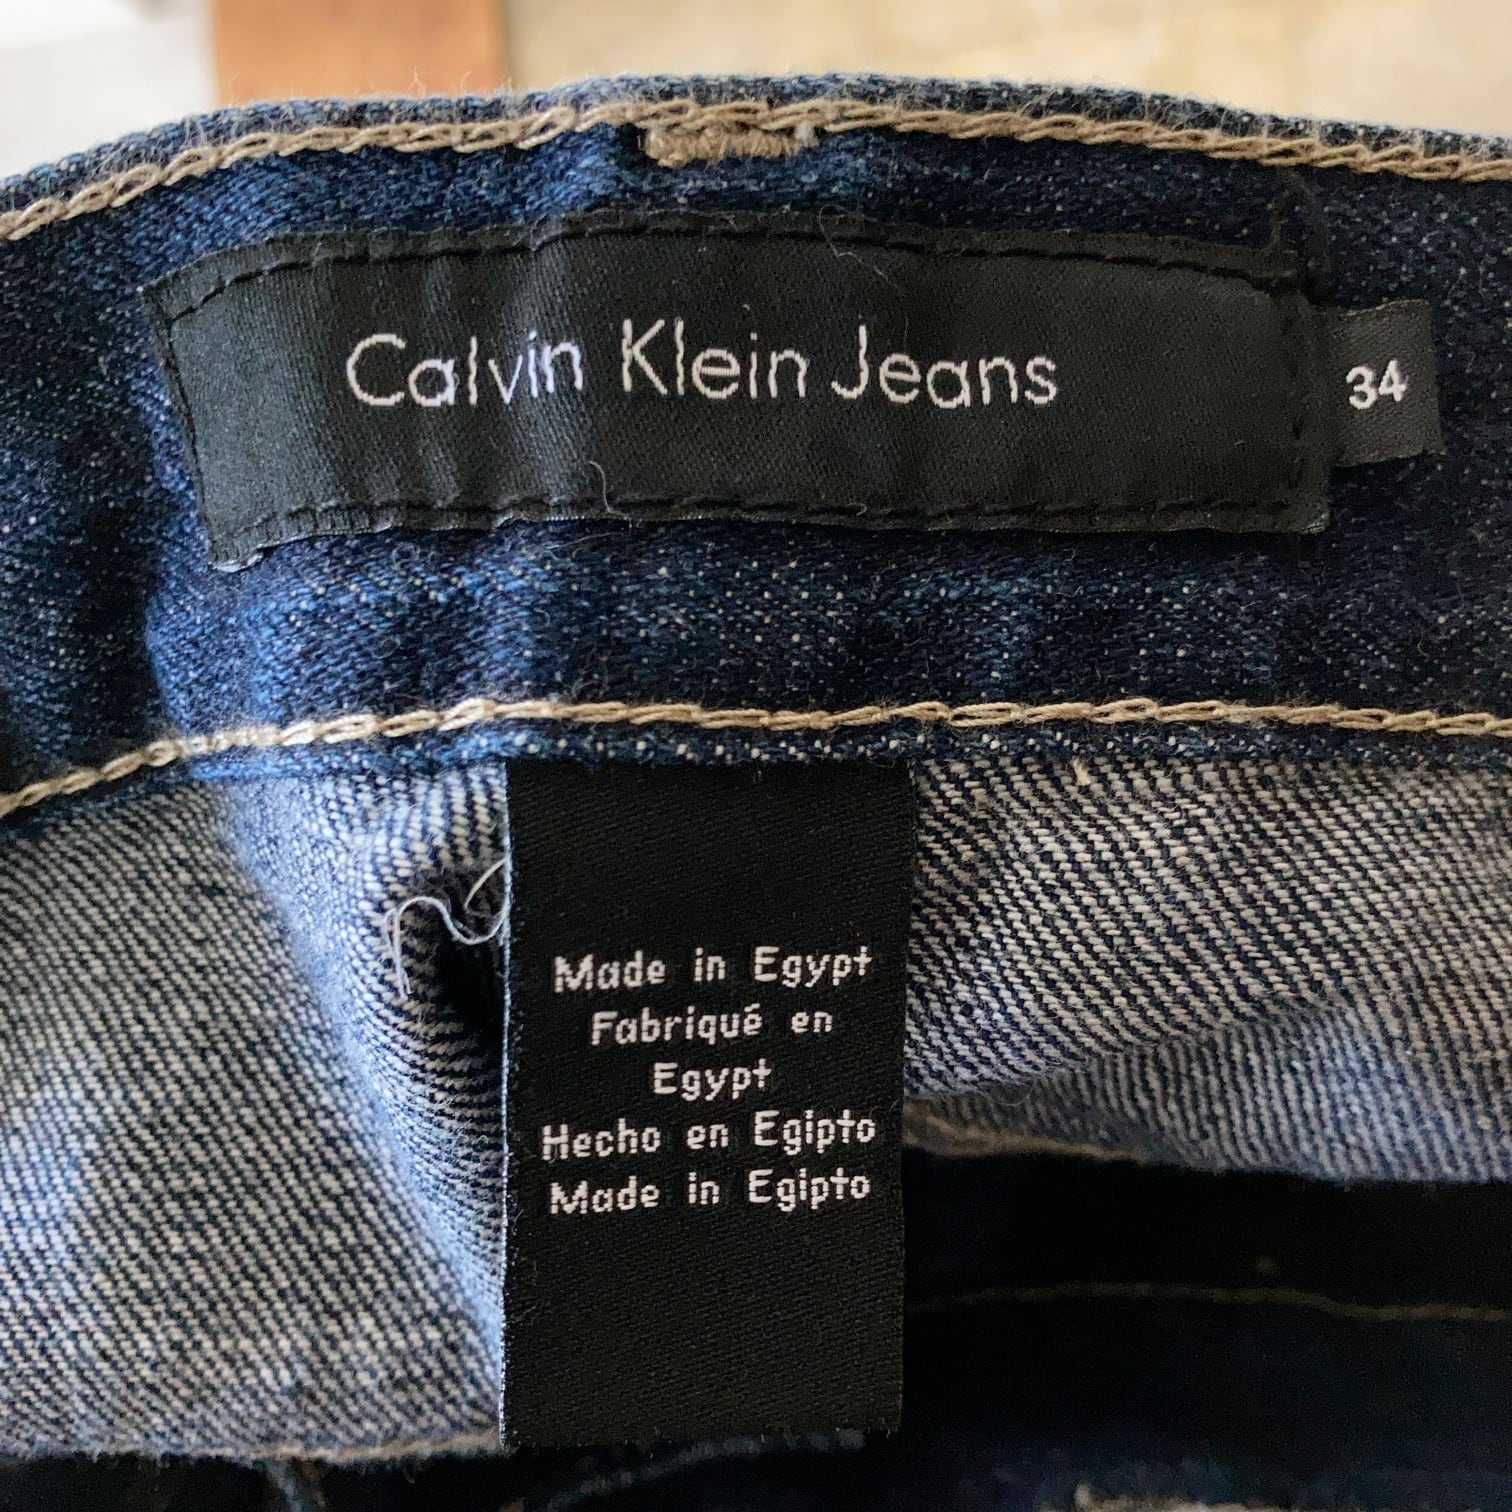 Calvin Klein Jeans
34
Made in Egypt
Fabriqué en
Egypt
Hecho en Egipto
Made in Egipto